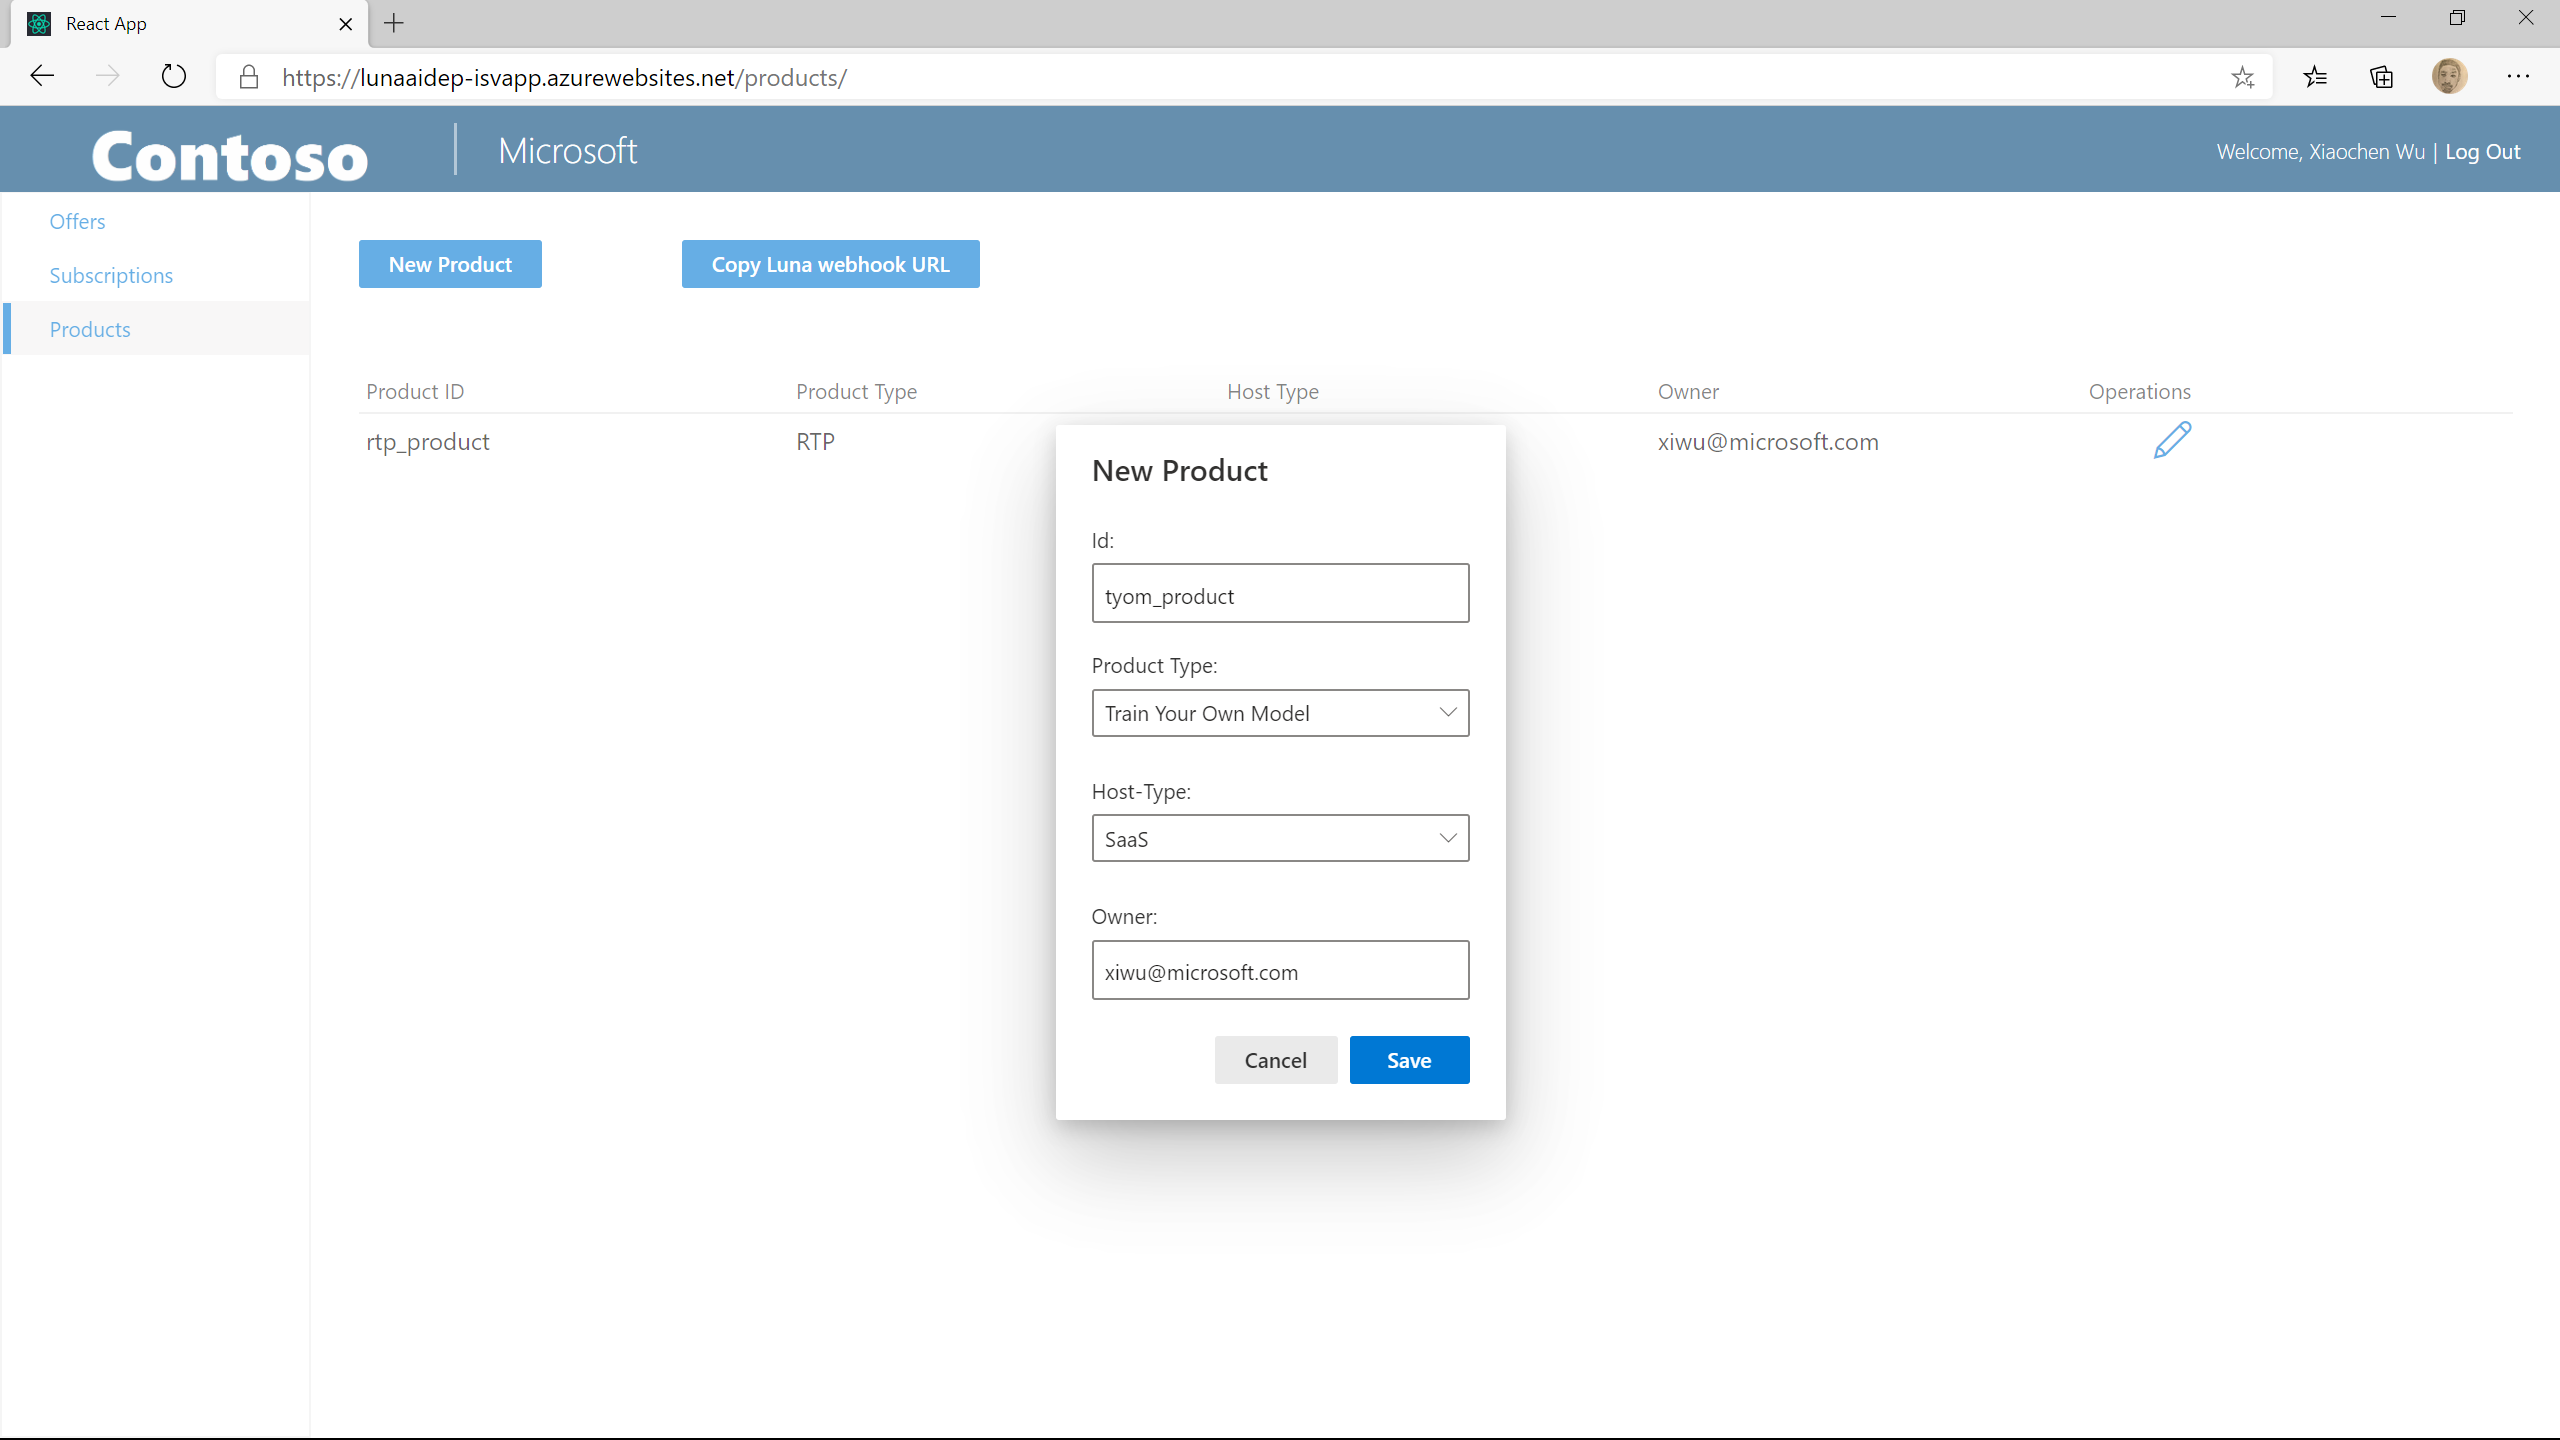 React App
https://lunaaidep-isvapp.azurewebsites.net/products/
Contoso
Microsoft
Welcome, Xiaochen Wu | Log Out
Offers
Subscriptions
Products
New Product
Copy Luna webhook URL
Product ID
Product Type
Host Type
Owner
Operations
rtp_product
RTP
xiwu@microsoft.com
New Product
Id:
tyom_product
Product Type:
Train Your Own Model
Host-Type:
SaaS
Owner:
xiwu@microsoft.com
Cancel
Save